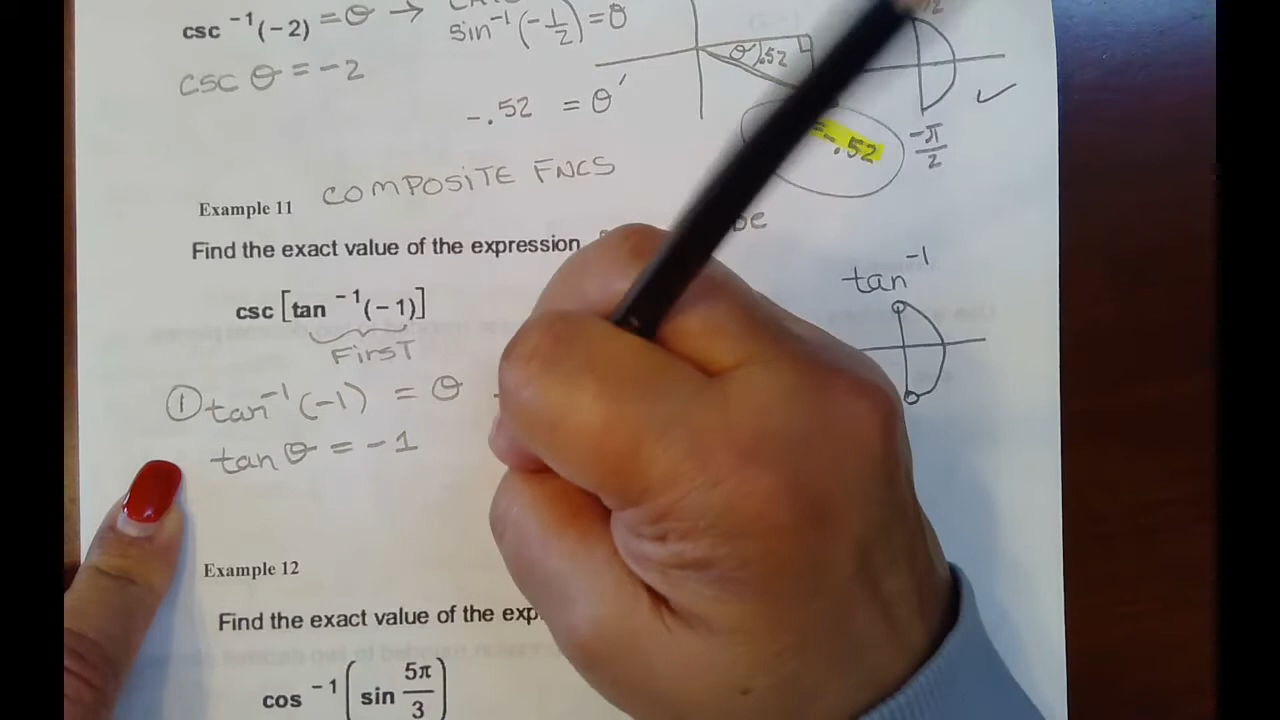 csc⁻¹(-2) = θ →
sin⁻¹(-1/2) = θ
csc θ = -2
-.52 = θ'
θ .52
=-.52
-π/2
Example 11 COMPOSITE FNCS
Find the exact value of the expression
csc [tan⁻¹(-1)]
First
tan⁻¹
① tan⁻¹(-1) = θ
tan θ = -1
Example 12
Find the exact value of the exp
cos⁻¹(sin 5π/3)